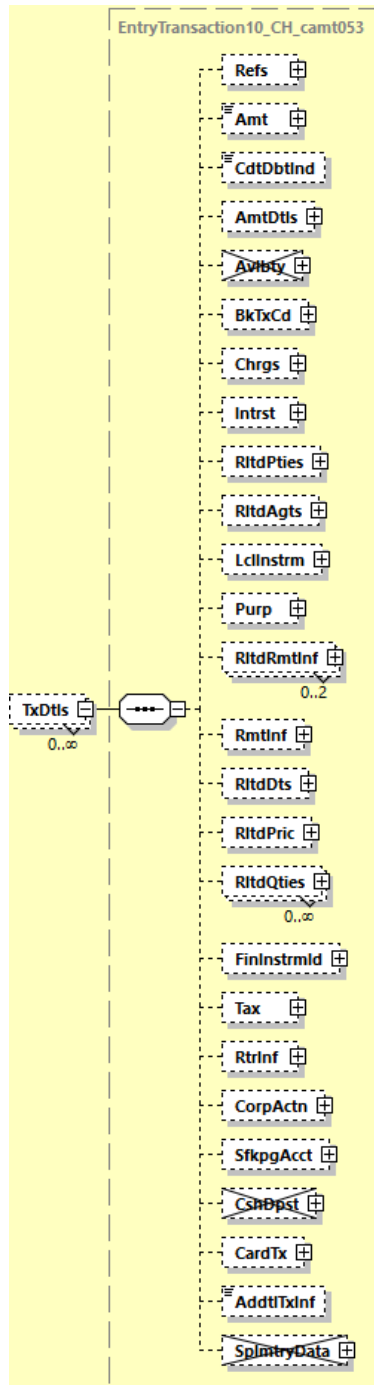 EntryTransaction10_CH_camt053
Refs
Amt
CdtDbtInd
AmtDtls
Avlbty
BkTxCd
Chrgs
Intrst
RltdPties
RltdAgts
LclInstrm
Purp
RltdRmtInf
0..2
TxDtls
0..∞
RmtInf
RltdDts
RltdPric
RltdQties
0..∞
FinInstrmId
Tax
RtrInf
CorpActn
SfkpgAcct
CshDpst
CardTx
AddtlTxInf
SplmtryData